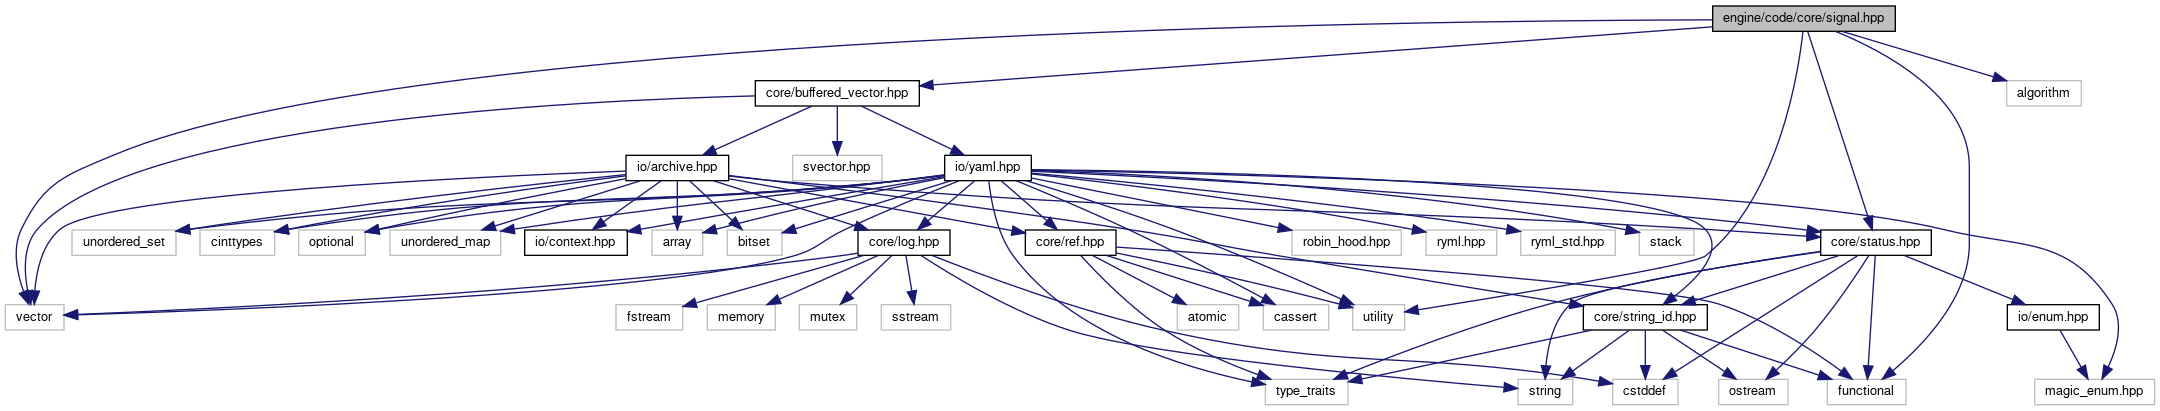 engine/code/core/signal.hpp
core/buffered_vector.hpp
algorithm
io/archive.hpp
svector.hpp
io/yaml.hpp
unordered_set
cinttypes
optional
unordered_map
io/context.hpp
array
bitset
core/log.hpp
core/ref.hpp
robin_hood.hpp
ryml.hpp
ryml_std.hpp
stack
core/status.hpp
vector
fstream
memory
mutex
sstream
atomic
cassert
utility
core/string_id.hpp
io/enum.hpp
type_traits
string
cstddef
ostream
functional
magic_enum.hpp